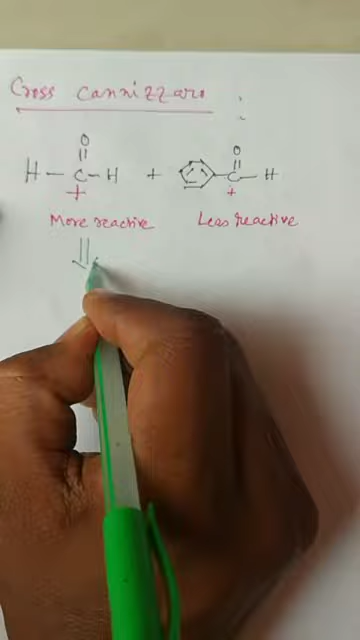 Cross Cannizzaro :
O O
H - C - H + C - H
+ +
More reactive Less reactive